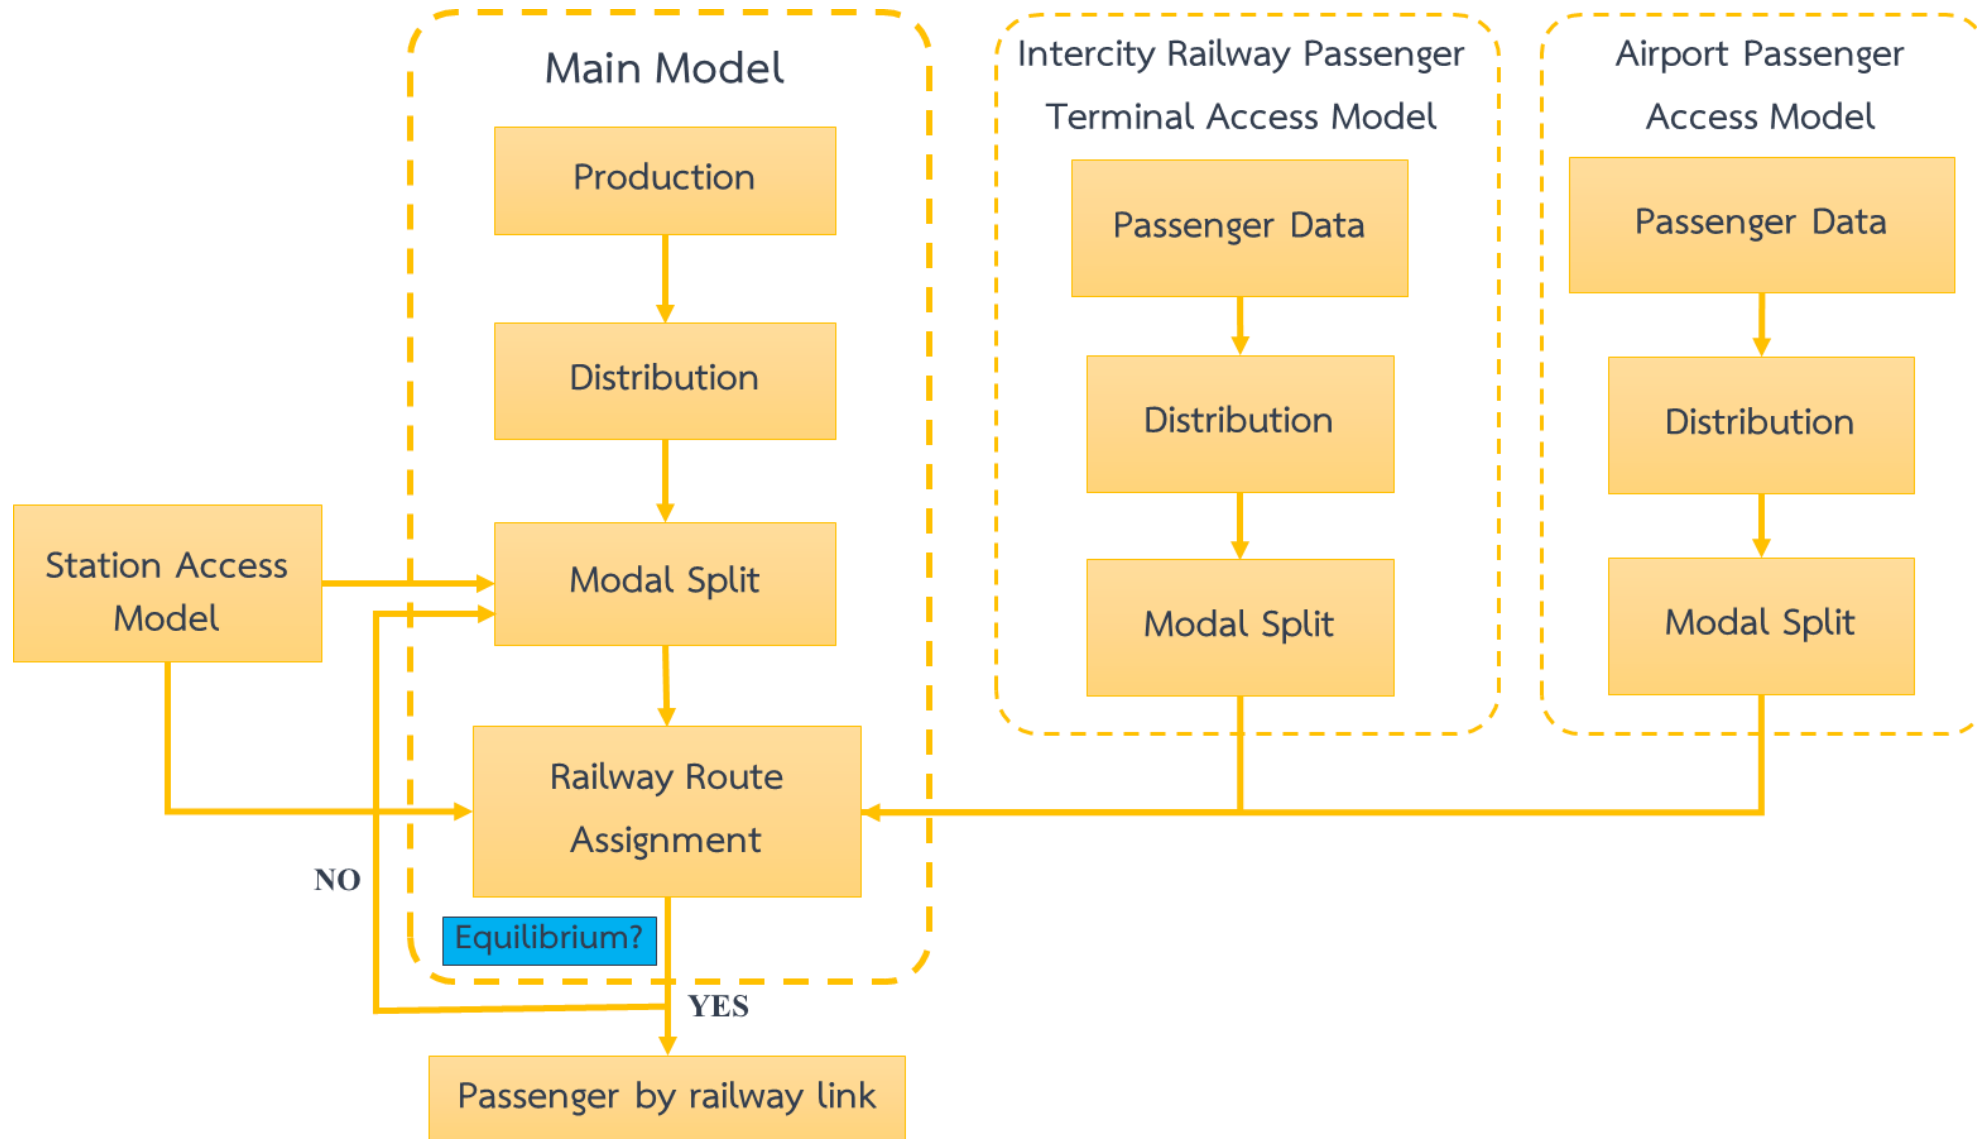 Main Model
Production
Distribution
Modal Split
Railway Route
Assignment
Equilibrium?
Station Access
Model
NO
YES
Passenger by railway link
Intercity Railway Passenger
Terminal Access Model
Passenger Data
Distribution
Modal Split
Airport Passenger
Access Model
Passenger Data
Distribution
Modal Split